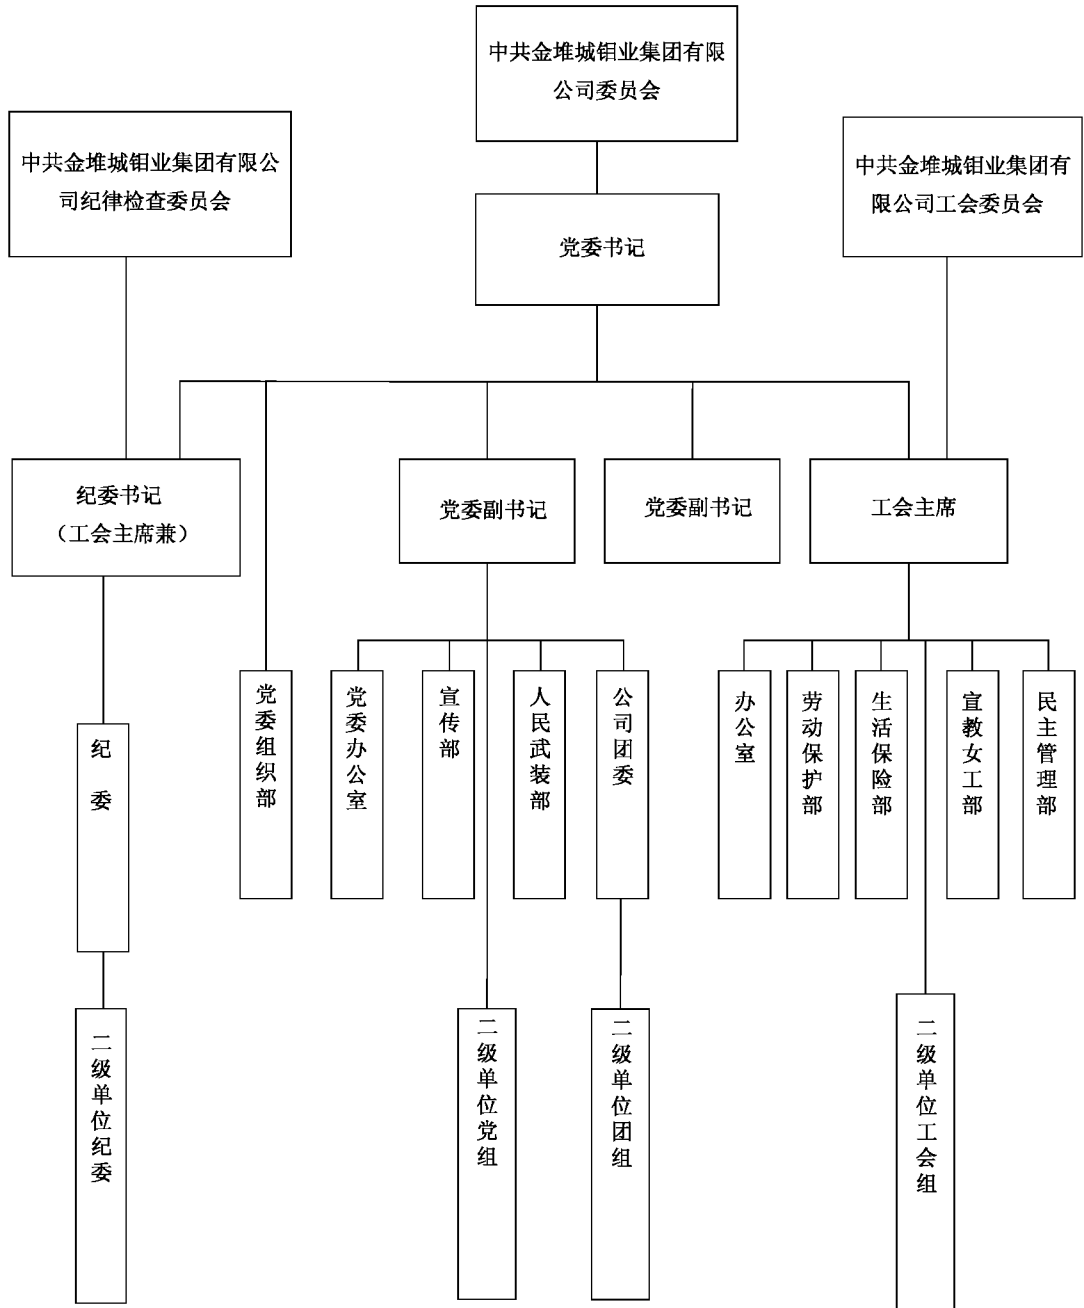 中共金堆城钼业集团有限
公司委员会
中共金堆城钼业集团有限公
司纪律检查委员会
中共金堆城钼业集团有
限公司工会委员会
党委书记
纪委书记
（工会主席兼）
党委副书记
党委副书记
工会主席
党委组织部
党委办公室
宣传部
人民武装部
公司团委
办公室
劳动保护部
生活保险部
宣教女工部
民主管理部
纪委
二级单位纪委
二级单位党组
二级单位团组
二级单位工会组